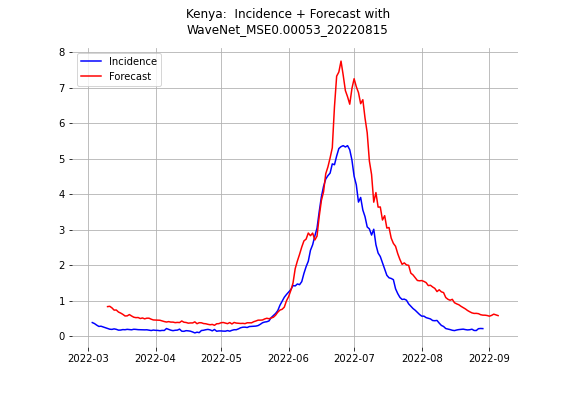 Kenya:  Incidence + Forecast with
WaveNet_MSE0.00053_20220815
Incidence
Forecast
8
7
6
5
4
3
2
1
0
2022-03 2022-04 2022-05 2022-06 2022-07 2022-08 2022-09